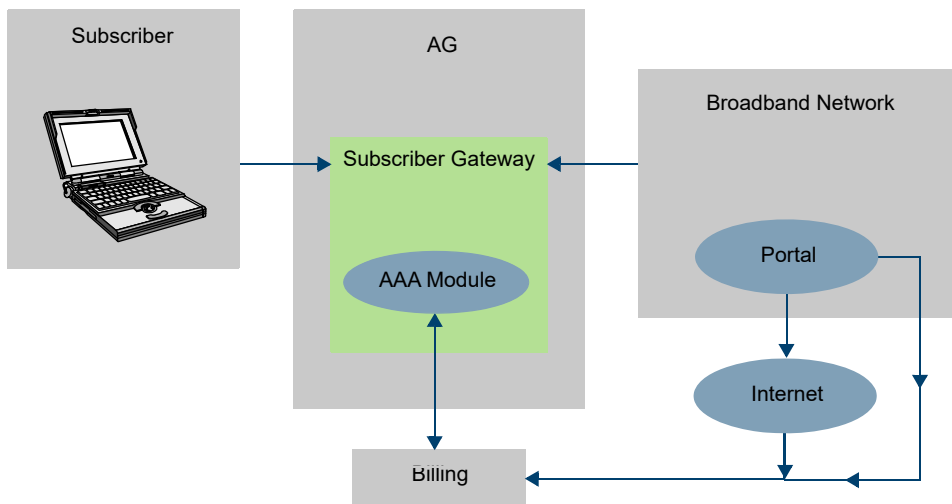 Subscriber
AG
Broadband Network
Subscriber Gateway
Portal
AAA Module
Internet
Billing